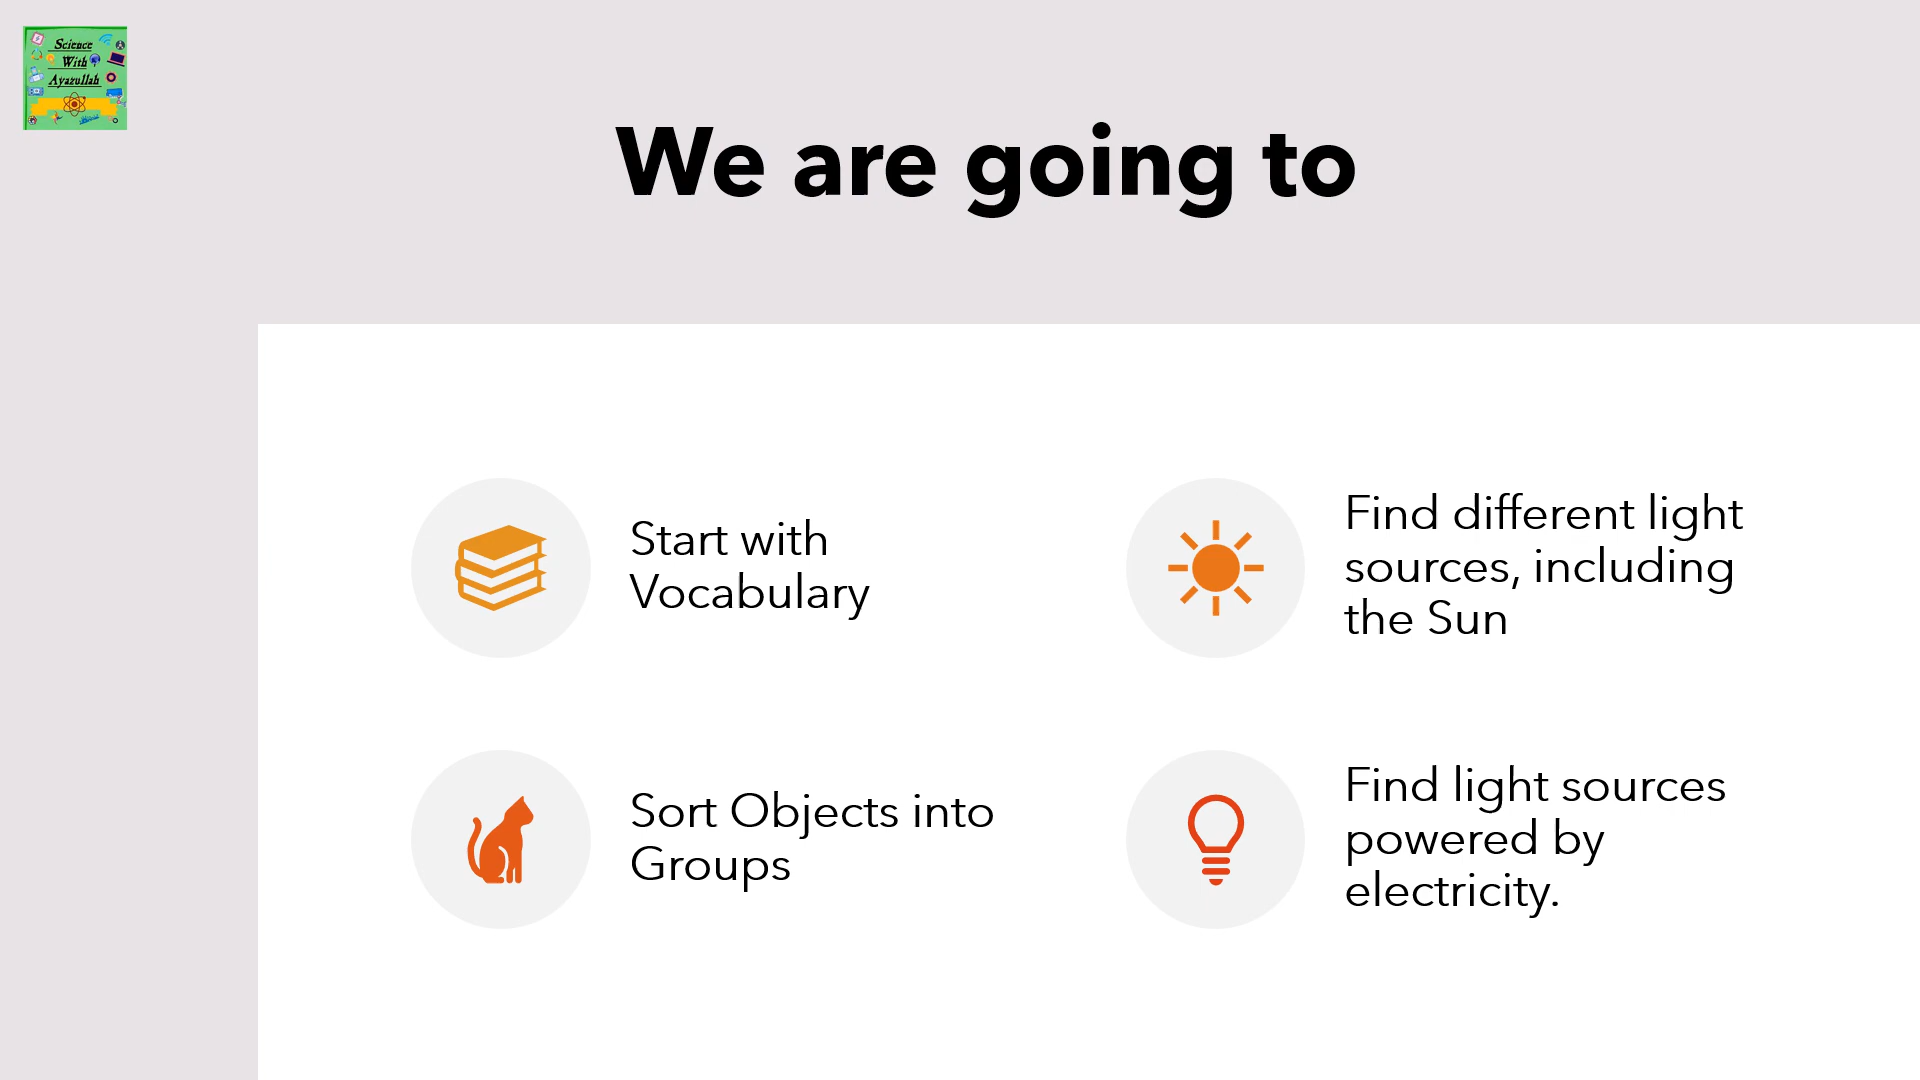 Science
With
Ayazullah
We are going to
Start with
Vocabulary
Find different light
sources, including
the Sun
Sort Objects into
Groups
Find light sources
powered by
electricity.